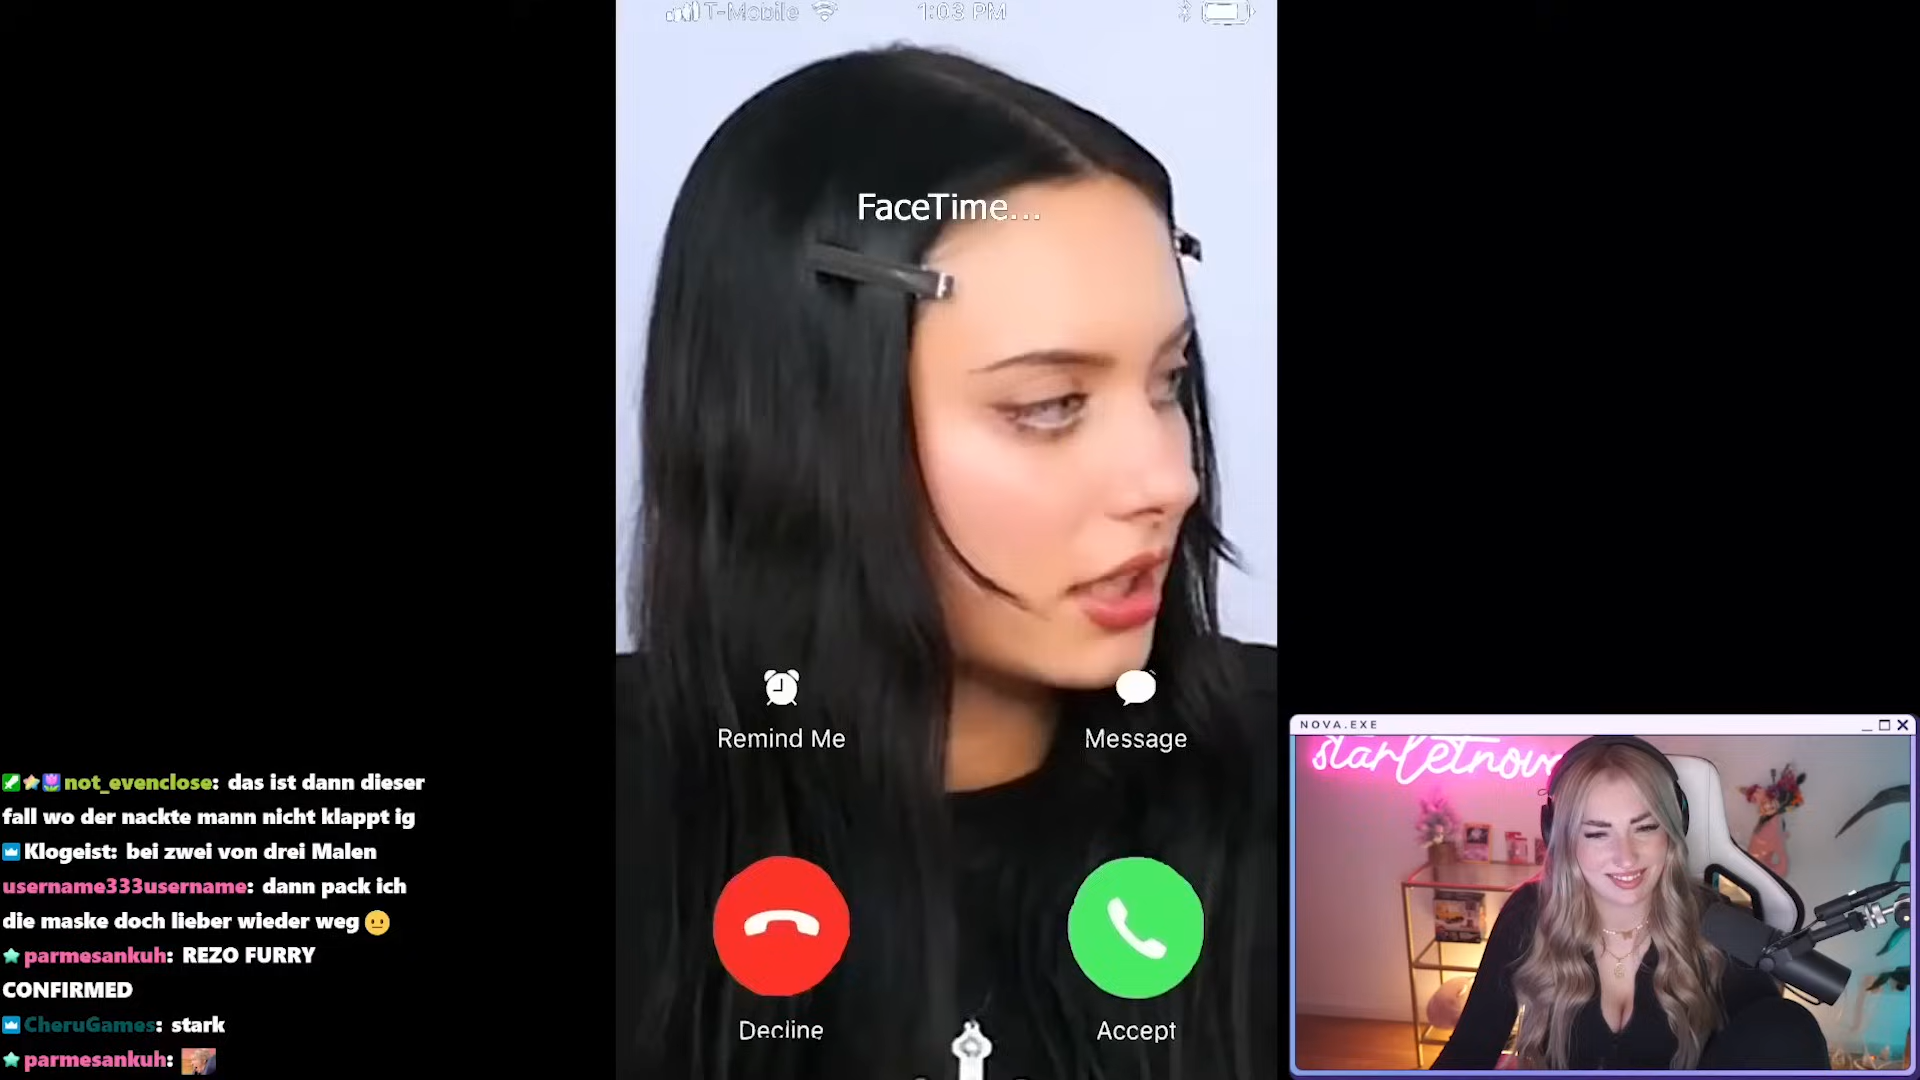 T-Mobile 1:03 PM
FaceTime...
Remind Me Message
Decline Accept
not_evenclose: das ist dann dieser
fall wo der nackte mann nicht klappt ig
Klogeist: bei zwei von drei Malen
username333username: dann pack ich
die maske doch lieber wieder weg
parmesankuh: REZO FURRY
CONFIRMED
CheruGames: stark
parmesankuh:
NOVA.EXE
starletnova